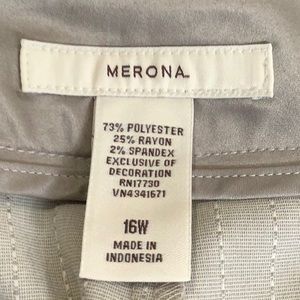 MERONA
73% POLYESTER
25% RAYON
2% SPANDEX
EXCLUSIVE OF
DECORATION
RN17730
VN4341671
16W
MADE IN
INDONESIA